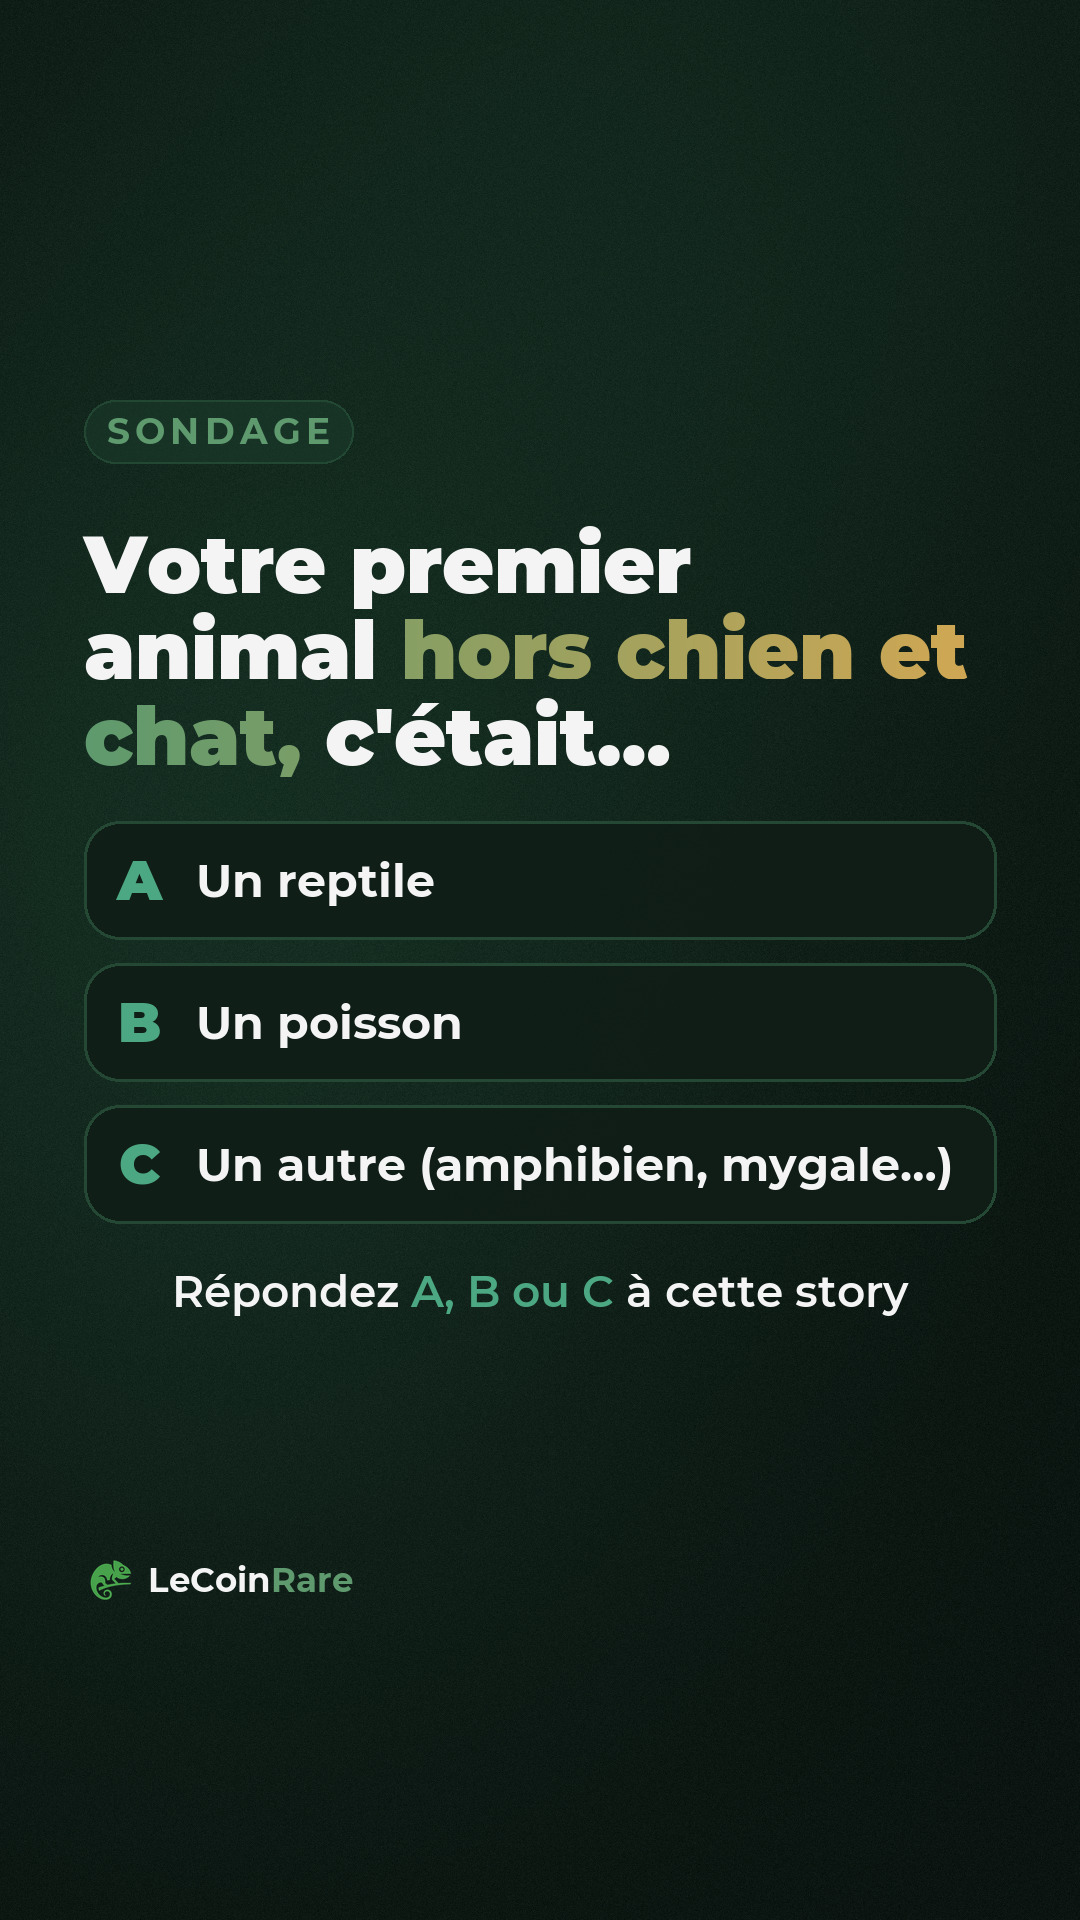 SONDAGE
Votre premier
animal hors chien et
chat, c'était...
A Un reptile
B Un poisson
C Un autre (amphibien, mygale...)
Répondez A, B ou C à cette story
LeCoinRare